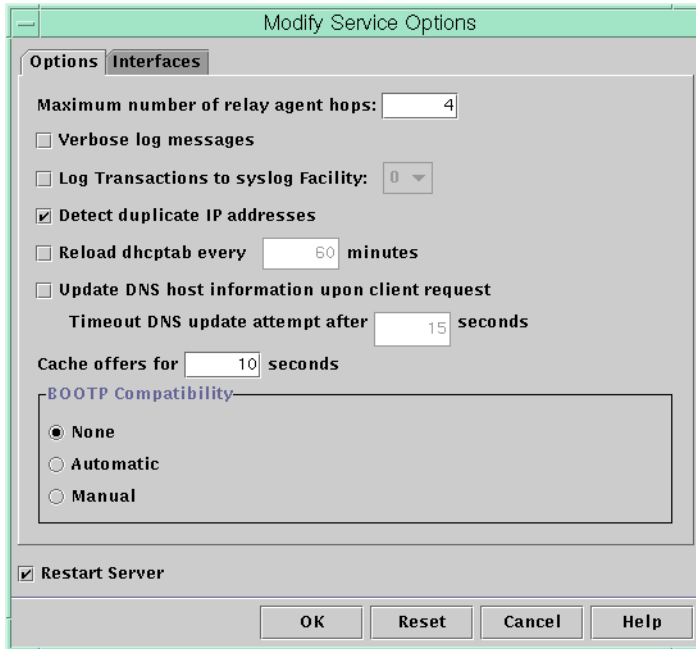 Modify Service Options
Options Interfaces
Maximum number of relay agent hops: 4
Verbose log messages
Log Transactions to syslog Facility: 0
Detect duplicate IP addresses
Reload dhcptab every 60 minutes
Update DNS host information upon client request
Timeout DNS update attempt after 15 seconds
Cache offers for 10 seconds
BOOTP Compatibility
None
Automatic
Manual
Restart Server
OK Reset Cancel Help